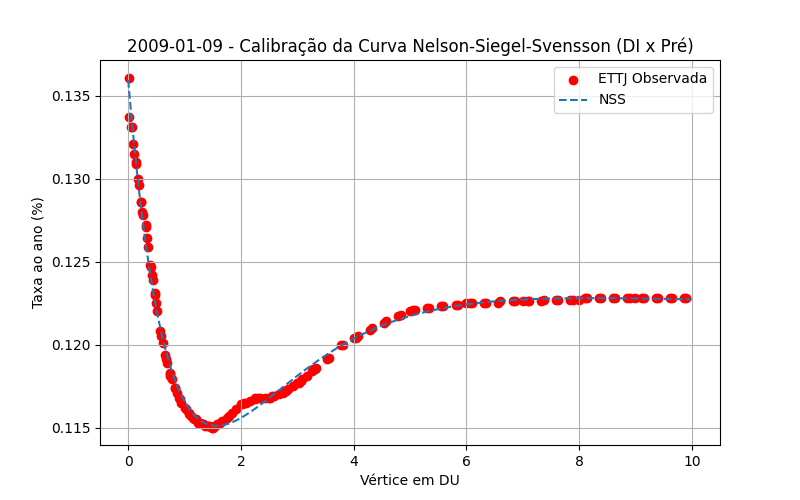 2009-01-09 - Calibração da Curva Nelson-Siegel-Svensson (DI x Pré)
ETTJ Observada
NSS
Taxa ao ano (%)
0.135
0.130
0.125
0.120
0.115
0 2 4 6 8 10
Vértice em DU